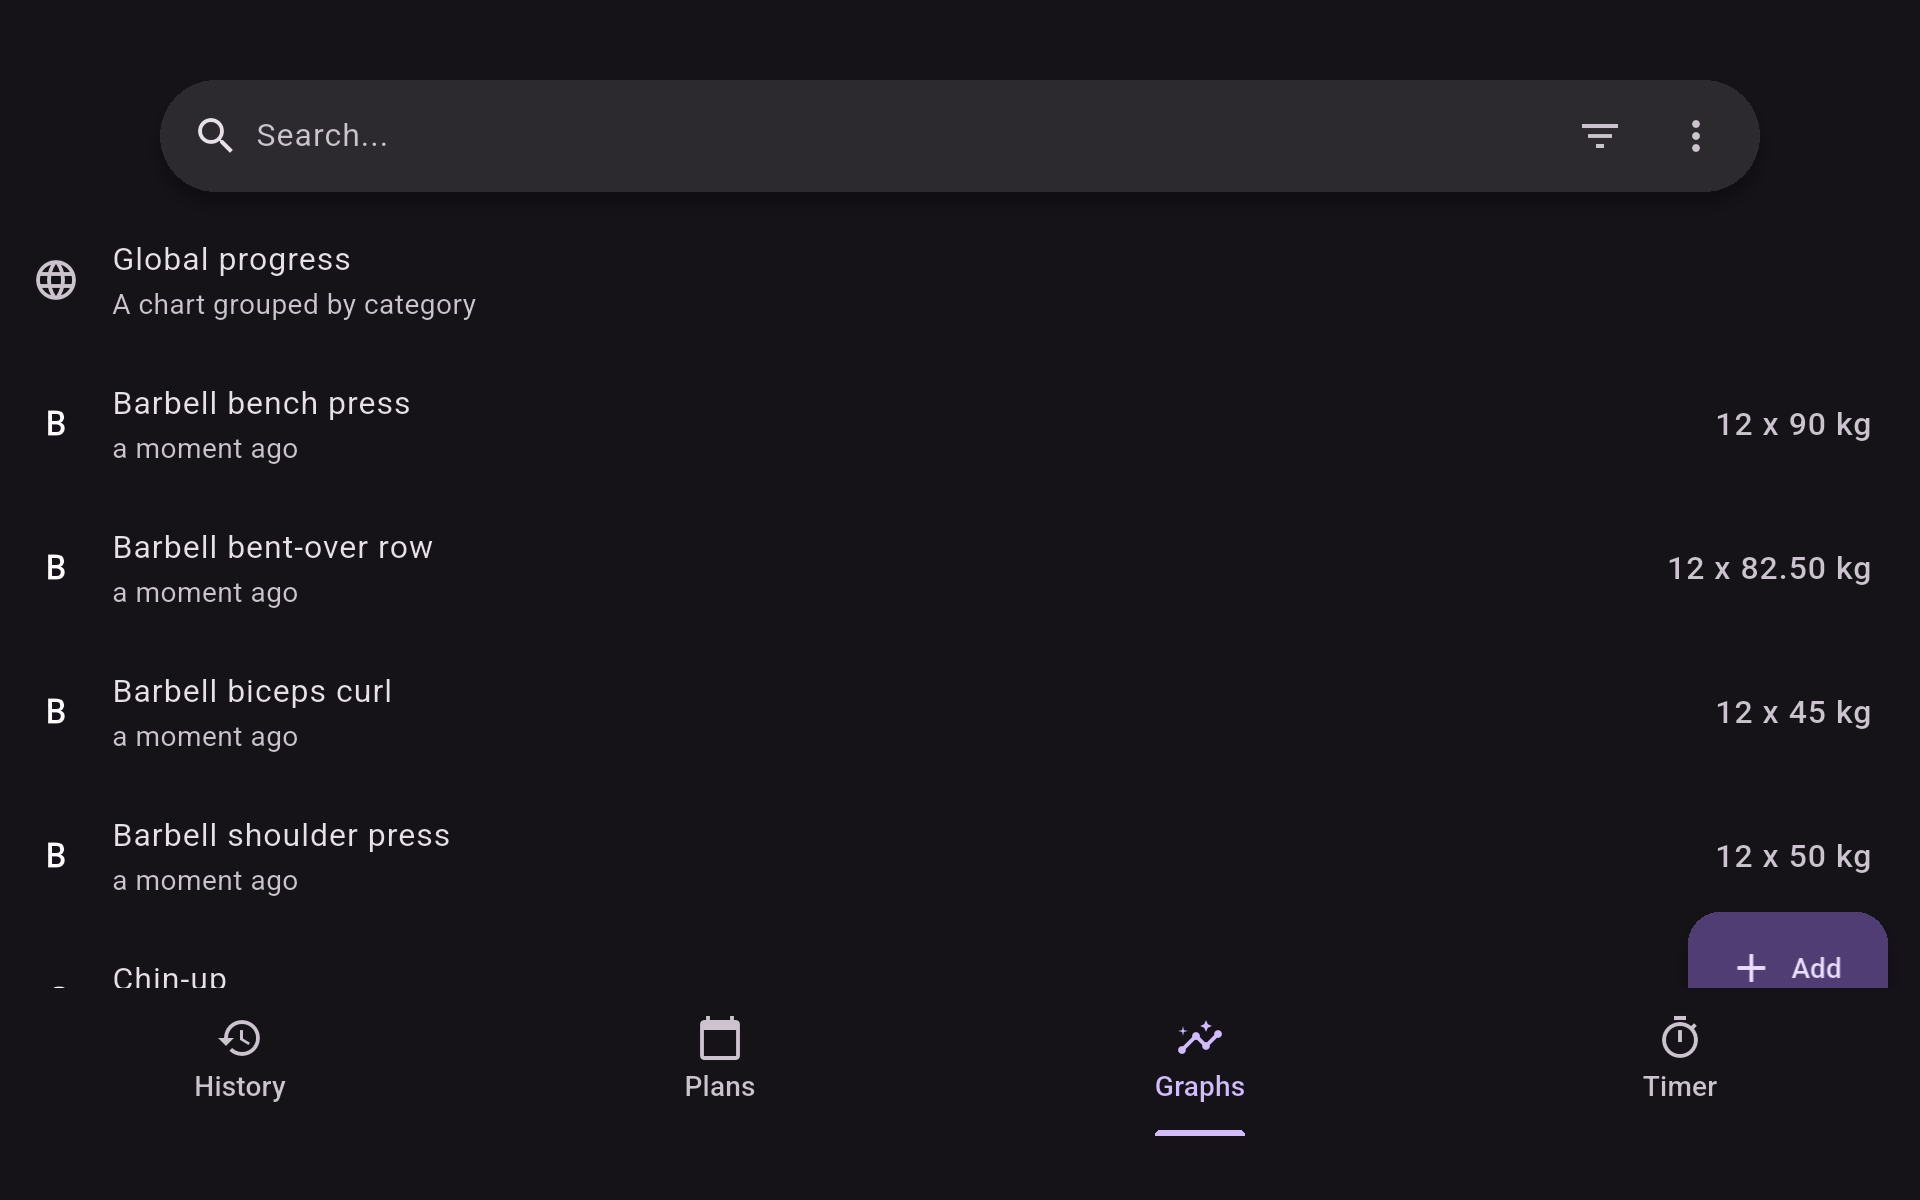 Search...
Global progress
A chart grouped by category
B
Barbell bench press
a moment ago
12 x 90 kg
B
Barbell bent-over row
a moment ago
12 x 82.50 kg
B
Barbell biceps curl
a moment ago
12 x 45 kg
B
Barbell shoulder press
a moment ago
12 x 50 kg
Chin-up
Add
History
Plans
Graphs
Timer